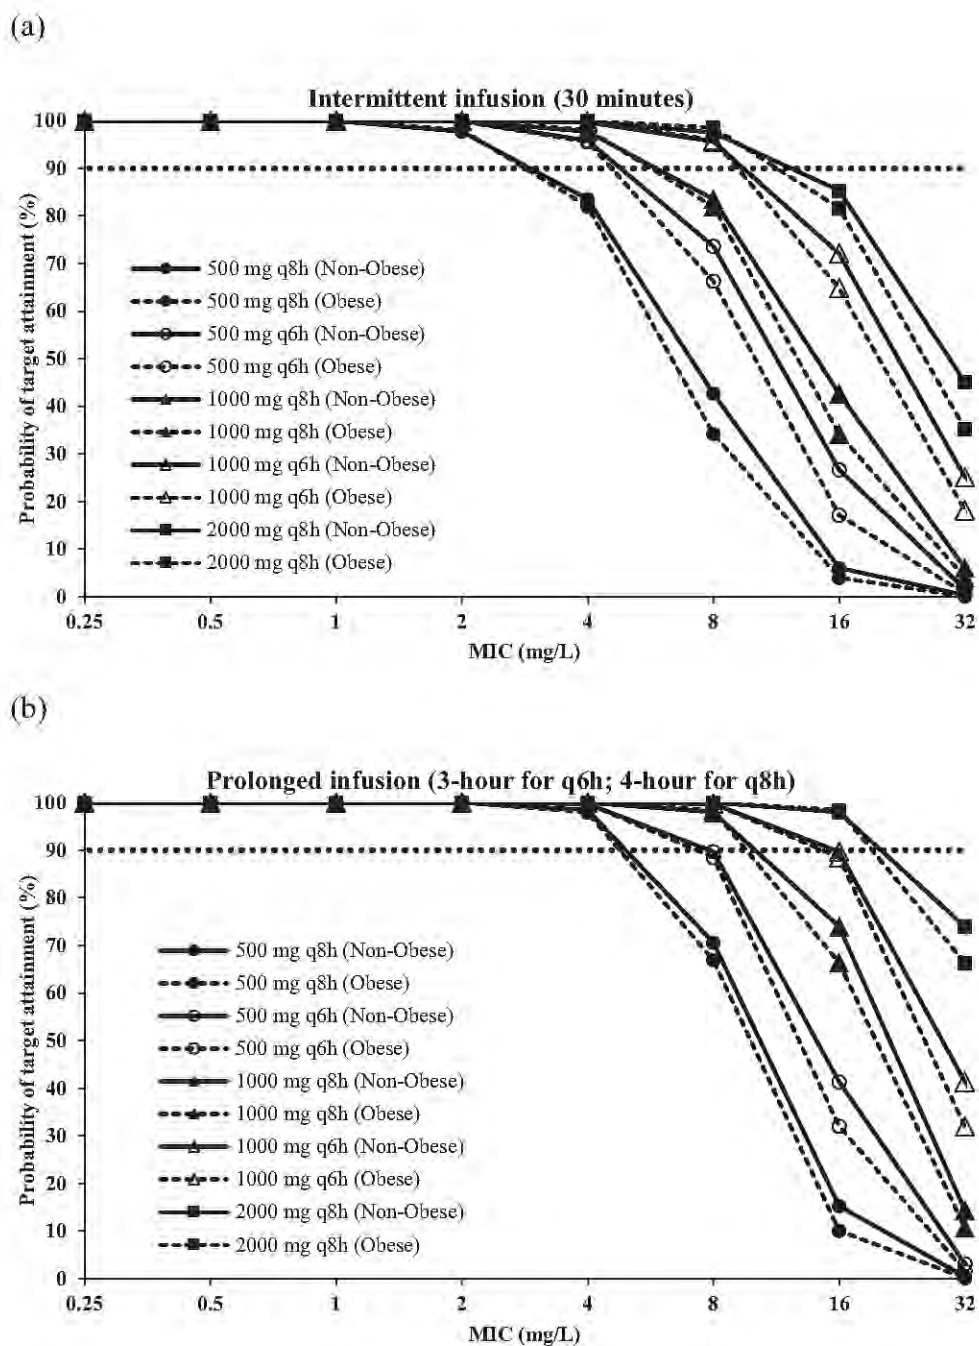 (a)
Intermittent infusion (30 minutes)
100
90
80
70
60
50
40
30
20
10
0
Probability of target attainment (%)
500 mg q8h (Non-Obese)
500 mg q8h (Obese)
500 mg q6h (Non-Obese)
500 mg q6h (Obese)
1000 mg q8h (Non-Obese)
1000 mg q8h (Obese)
1000 mg q6h (Non-Obese)
1000 mg q6h (Obese)
2000 mg q8h (Non-Obese)
2000 mg q8h (Obese)
0.25 0.5 1 2 4 8 16 32
MIC (mg/L)
(b)
Prolonged infusion (3-hour for q6h; 4-hour for q8h)
100
90
80
70
60
50
40
30
20
10
0
Probability of target attainment (%)
500 mg q8h (Non-Obese)
500 mg q8h (Obese)
500 mg q6h (Non-Obese)
500 mg q6h (Obese)
1000 mg q8h (Non-Obese)
1000 mg q8h (Obese)
1000 mg q6h (Non-Obese)
1000 mg q6h (Obese)
2000 mg q8h (Non-Obese)
2000 mg q8h (Obese)
0.25 0.5 1 2 4 8 16 32
MIC (mg/L)